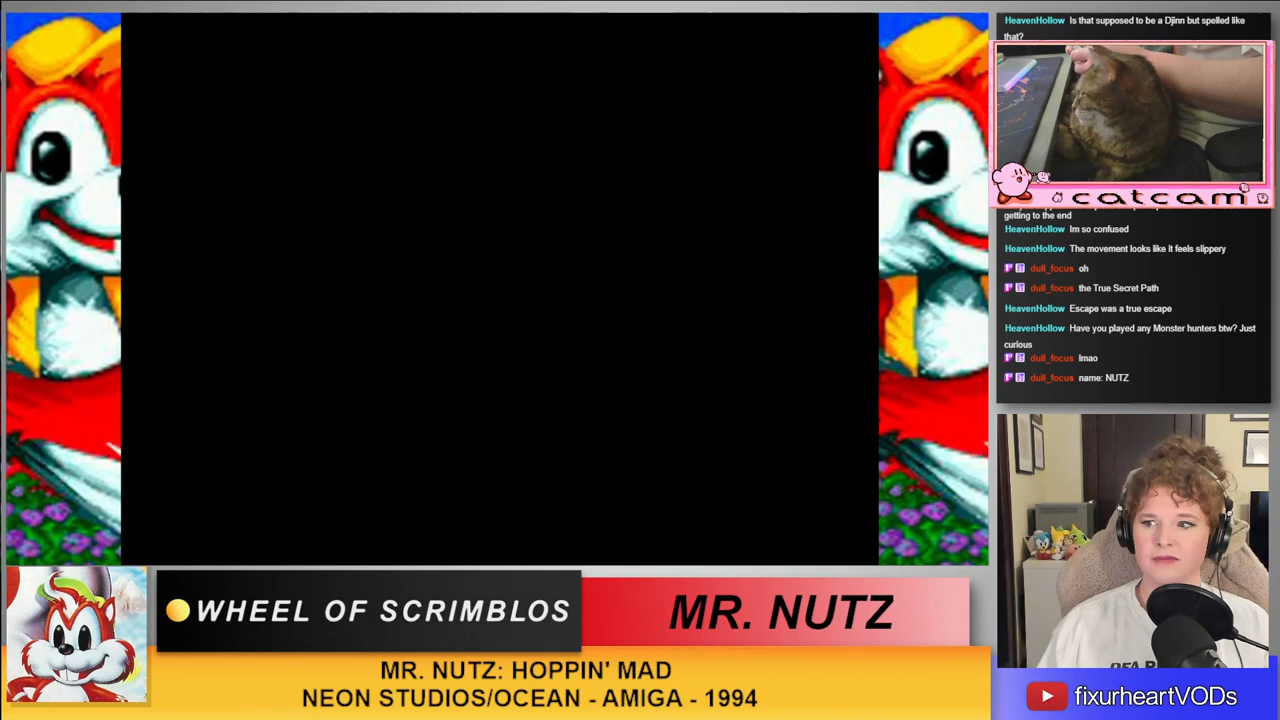 HeavenHollow Is that supposed to be a Djinn but spelled like
that?
catcam
getting to the end
HeavenHollow Im so confused
HeavenHollow The movement looks like it feels slippery
dull_focus oh
dull_focus the True Secret Path
HeavenHollow Escape was a true escape
HeavenHollow Have you played any Monster hunters btw? Just
curious
dull_focus lmao
dull_focus name: NUTZ
WHEEL OF SCRIMBLOS
MR. NUTZ
MR. NUTZ: HOPPIN' MAD
NEON STUDIOS/OCEAN - AMIGA - 1994
fixurheartVODs